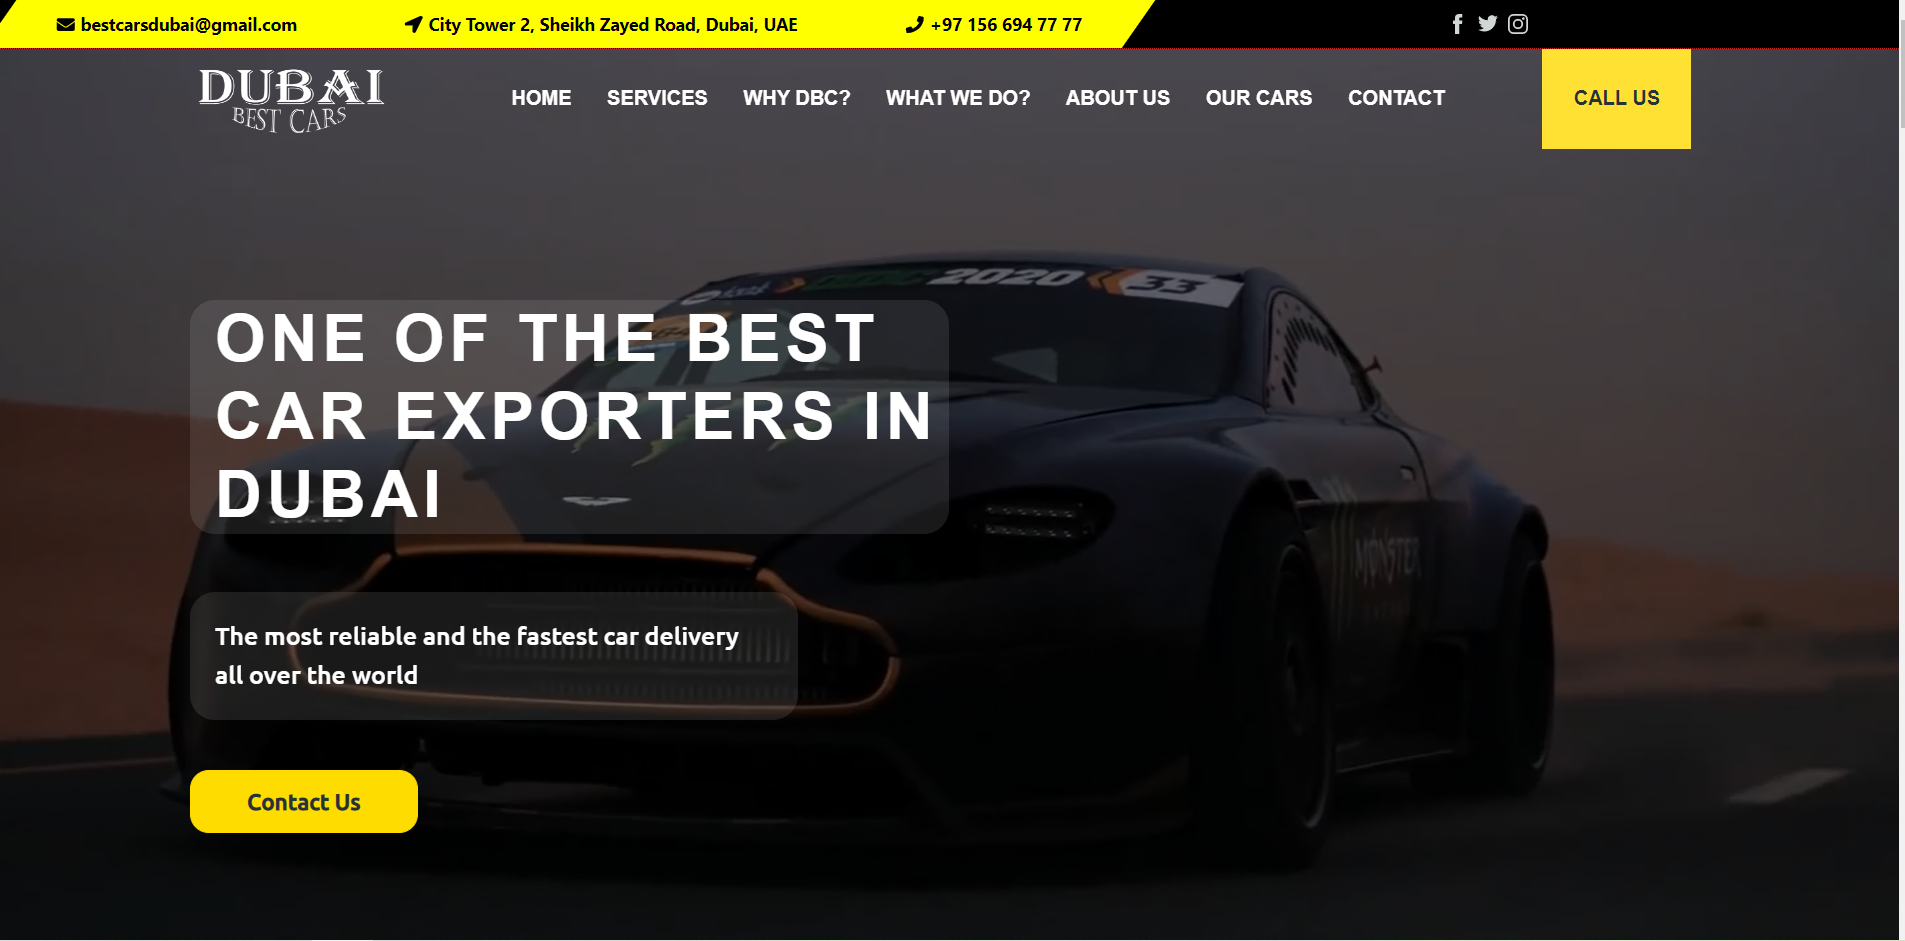 bestcarsdubai@gmail.com
City Tower 2, Sheikh Zayed Road, Dubai, UAE
+97 156 694 77 77
DUBAI
BEST CARS
HOME
SERVICES
WHY DBC?
WHAT WE DO?
ABOUT US
OUR CARS
CONTACT
CALL US
2020
33
ONE OF THE BEST
CAR EXPORTERS IN
DUBAI
MONSTER
The most reliable and the fastest car delivery
all over the world
Contact Us